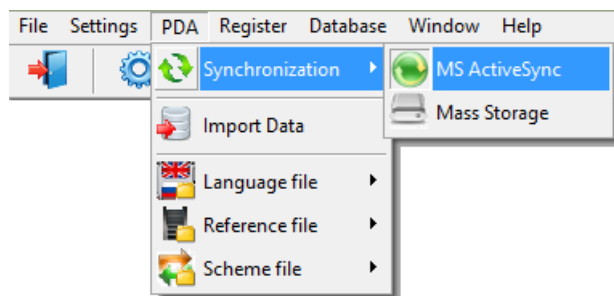 File Settings PDA Register Database Window Help
Synchronization MS ActiveSync
Mass Storage
Import Data
Language file
Reference file
Scheme file